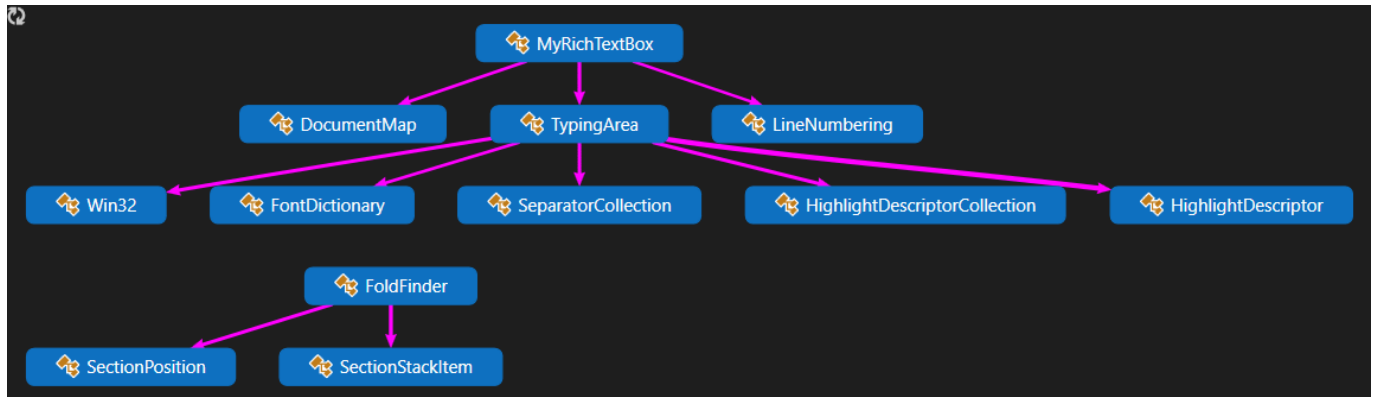 MyRichTextBox
DocumentMap
TypingArea
LineNumbering
Win32
FontDictionary
SeparatorCollection
HighlightDescriptorCollection
HighlightDescriptor
FoldFinder
SectionPosition
SectionStackItem